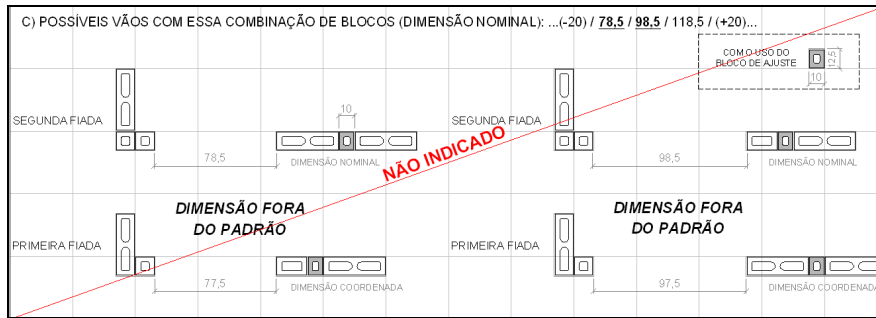 C) POSSÍVEIS VÃOS COM ESSA COMBINAÇÃO DE BLOCOS (DIMENSÃO NOMINAL): ...(-20) / 78,5 / 98,5 / 118,5 / (+20)...
COM O USO DO
BLOCO DE AJUSTE
12,5
10
SEGUNDA FIADA
10
78,5
DIMENSÃO NOMINAL
SEGUNDA FIADA
98,5
DIMENSÃO NOMINAL
NÃO INDICADO
DIMENSÃO FORA
DO PADRÃO
PRIMEIRA FIADA
77,5
DIMENSÃO COORDENADA
DIMENSÃO FORA
DO PADRÃO
PRIMEIRA FIADA
97,5
DIMENSÃO COORDENADA